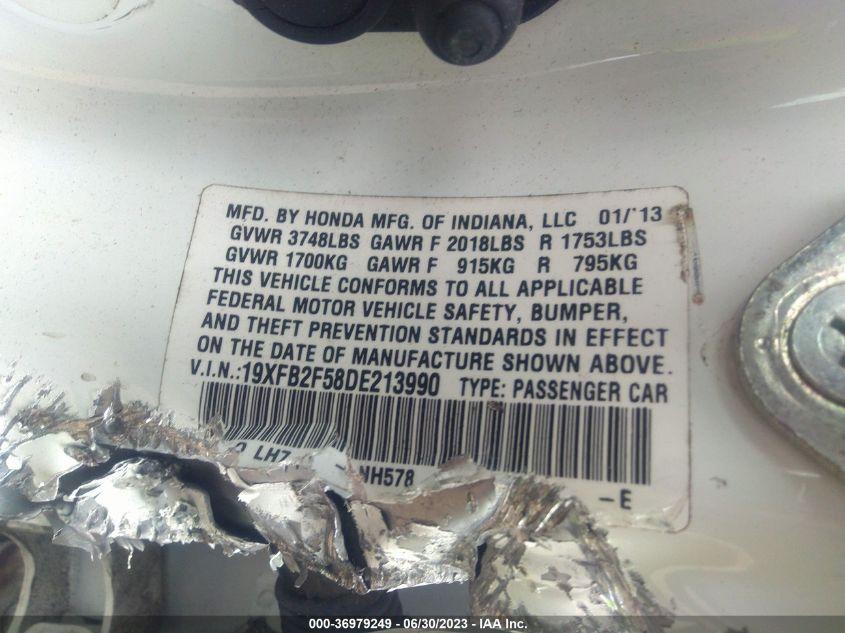 MFD. BY HONDA MFG. OF INDIANA, LLC 01/'13
GVWR 3748LBS GAWR F 2018LBS R 1753LBS
GVWR 1700KG GAWR F 915KG R 795KG
THIS VEHICLE CONFORMS TO ALL APPLICABLE
FEDERAL MOTOR VEHICLE SAFETY, BUMPER,
AND THEFT PREVENTION STANDARDS IN EFFECT
ON THE DATE OF MANUFACTURE SHOWN ABOVE.
V.I.N.:19XFB2F58DE213990 TYPE: PASSENGER CAR
NH578
-E
000-36979249 - 06/30/2023 - IAA Inc.